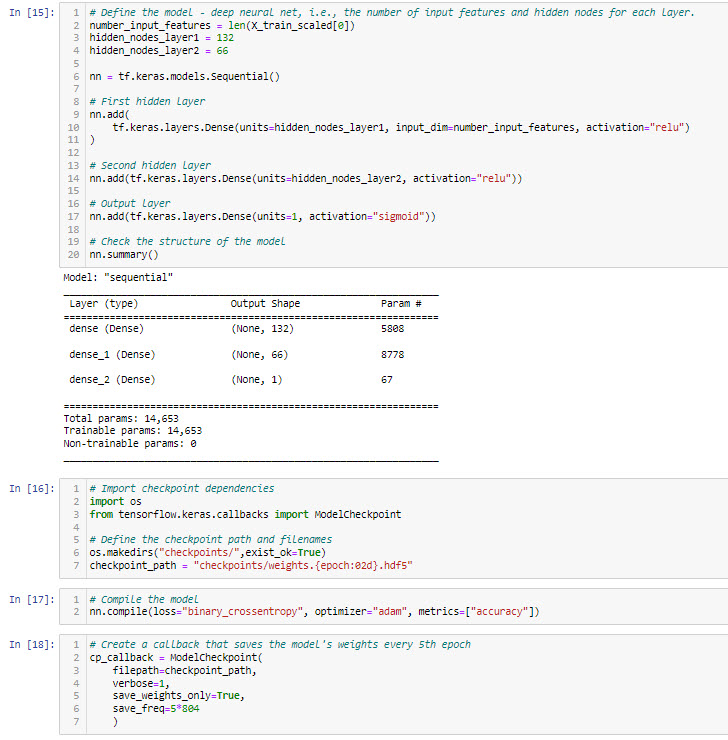 In [15]:
1 # Define the model - deep neural net, i.e., the number of input features and hidden nodes for each layer.
2 number_input_features = len(X_train_scaled[0])
3 hidden_nodes_layer1 = 132
4 hidden_nodes_layer2 = 66
5
6 nn = tf.keras.models.Sequential()
7
8 # First hidden layer
9 nn.add(
10     tf.keras.layers.Dense(units=hidden_nodes_layer1, input_dim=number_input_features, activation="relu")
11 )
12
13 # Second hidden layer
14 nn.add(tf.keras.layers.Dense(units=hidden_nodes_layer2, activation="relu"))
15
16 # Output layer
17 nn.add(tf.keras.layers.Dense(units=1, activation="sigmoid"))
18
19 # Check the structure of the model
20 nn.summary()
Model: "sequential"
Layer (type) Output Shape Param #
dense (Dense) (None, 132) 5808
dense_1 (Dense) (None, 66) 8778
dense_2 (Dense) (None, 1) 67
Total params: 14,653
Trainable params: 14,653
Non-trainable params: 0
In [16]:
1 # Import checkpoint dependencies
2 import os
3 from tensorflow.keras.callbacks import ModelCheckpoint
4
5 # Define the checkpoint path and filenames
6 os.makedirs("checkpoints/",exist_ok=True)
7 checkpoint_path = "checkpoints/weights.{epoch:02d}.hdf5"
In [17]:
1 # Compile the model
2 nn.compile(loss="binary_crossentropy", optimizer="adam", metrics=["accuracy"])
In [18]:
1 # Create a callback that saves the model's weights every 5th epoch
2 cp_callback = ModelCheckpoint(
3     filepath=checkpoint_path,
4     verbose=1,
5     save_weights_only=True,
6     save_freq=5*804
7     )